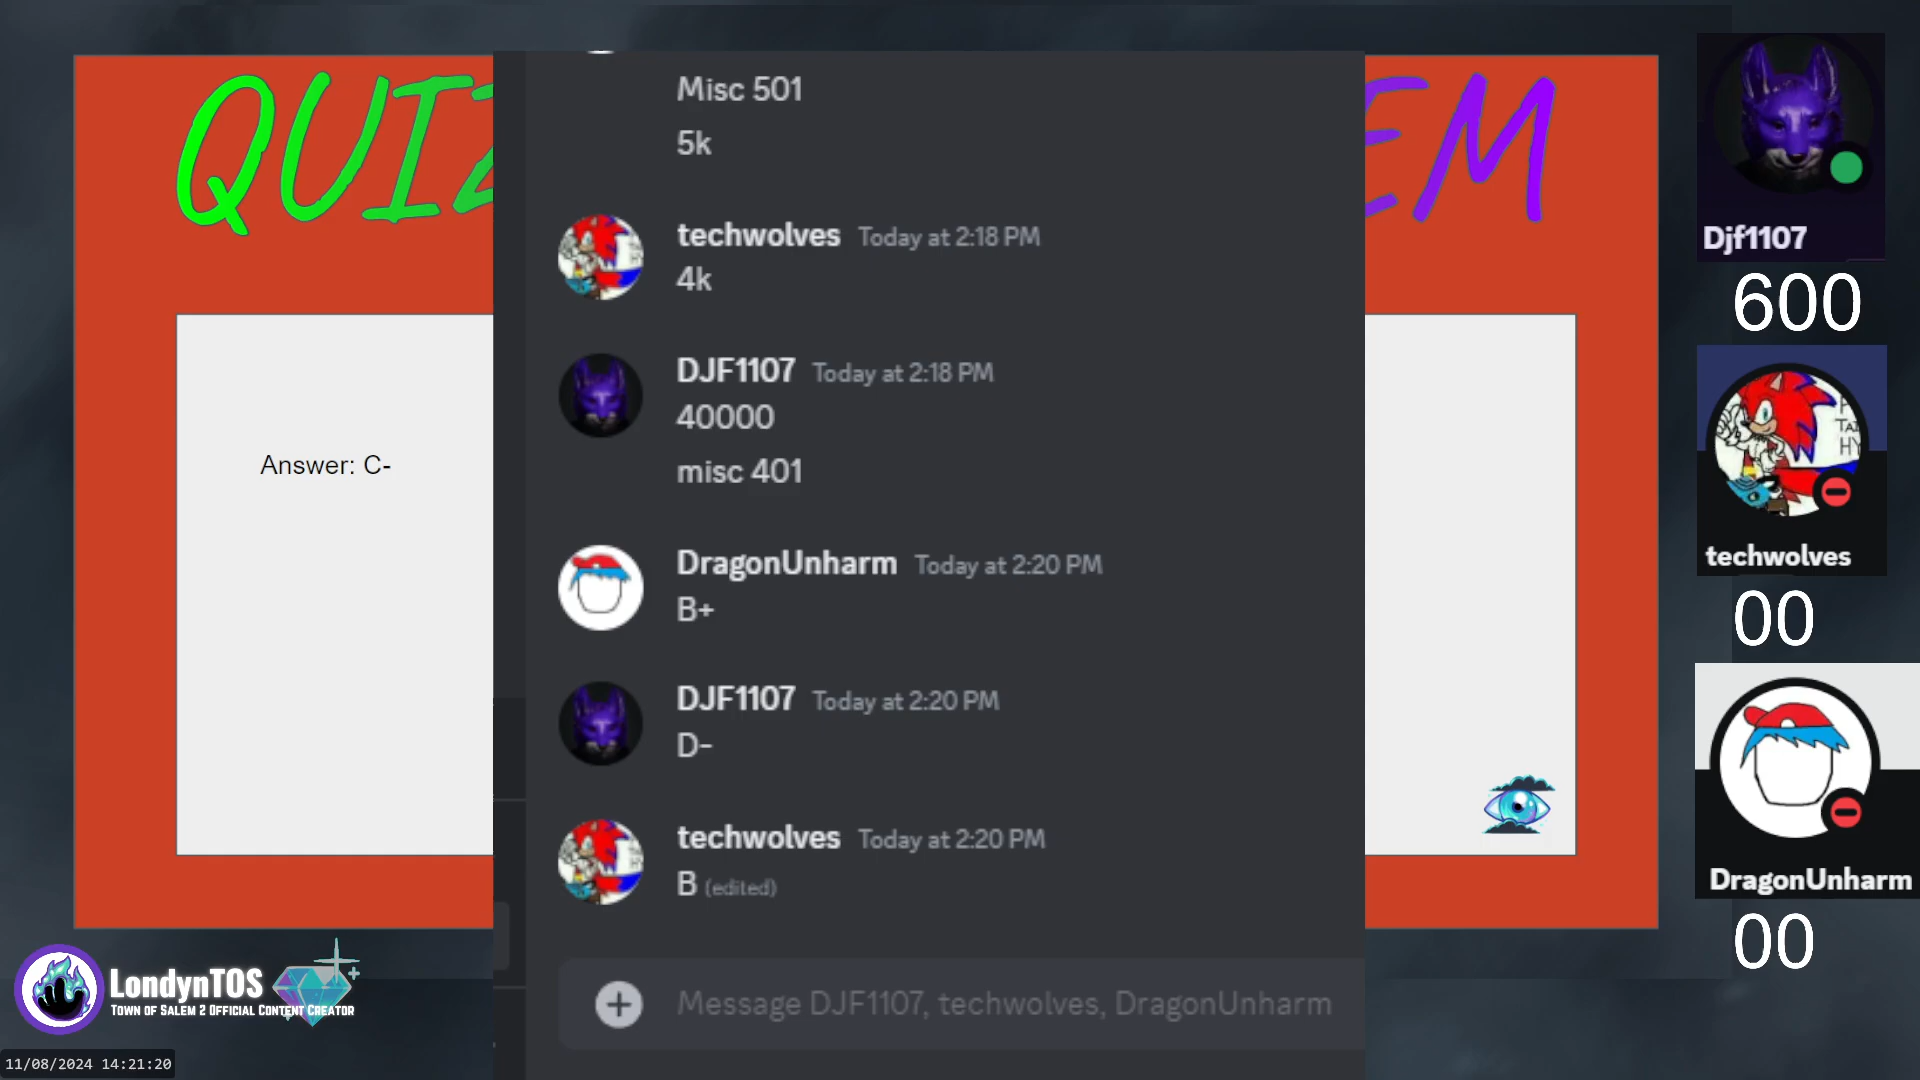 QUIZ
EM
Answer: C-
Misc 501
5k
techwolves Today at 2:18 PM
4k
DJF1107 Today at 2:18 PM
40000
misc 401
DragonUnharm Today at 2:20 PM
B+
DJF1107 Today at 2:20 PM
D-
techwolves Today at 2:20 PM
B (edited)
Message DJF1107, techwolves, DragonUnharm
Djf1107
600
techwolves
00
DragonUnharm
00
LondynTOS
TOWN OF SALEM 2 OFFICIAL CONTENT CREATOR
11/08/2024 14:21:20